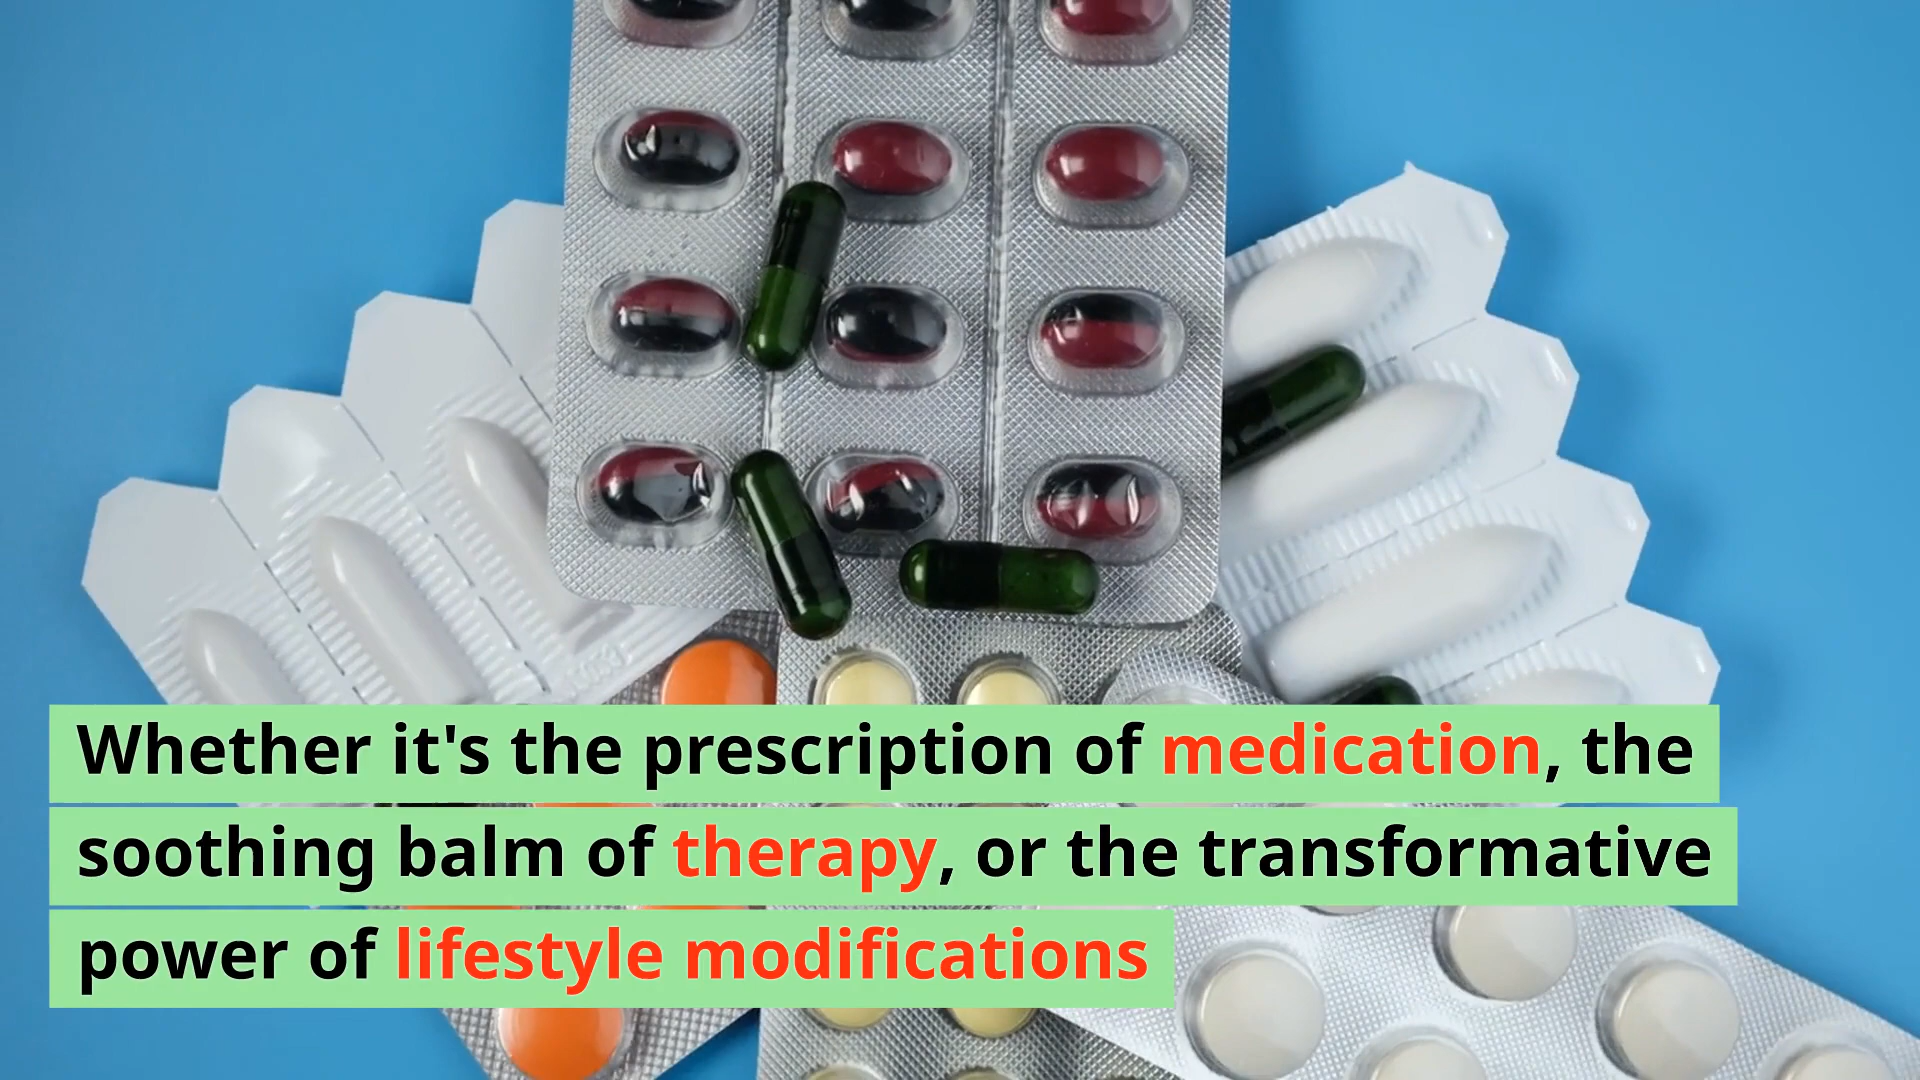 Whether it's the prescription of medication, the
soothing balm of therapy, or the transformative
power of lifestyle modifications